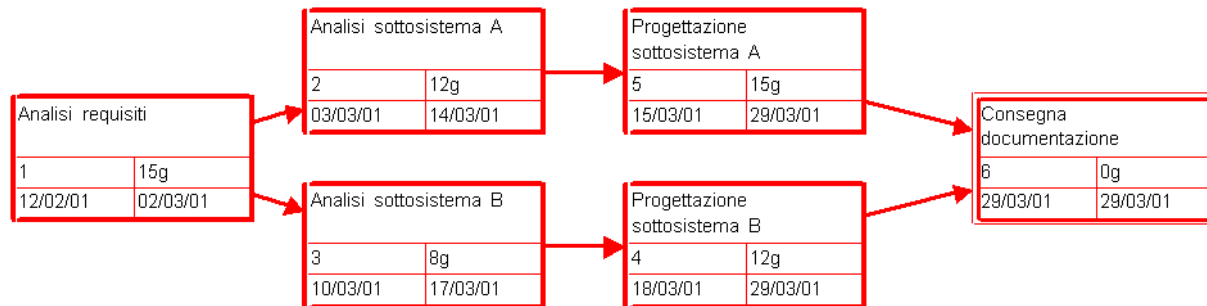 Analisi requisiti
1 15g
12/02/01 02/03/01
Analisi sottosistema A
2 12g
03/03/01 14/03/01
Analisi sottosistema B
3 8g
10/03/01 17/03/01
Progettazione
sottosistema A
5 15g
15/03/01 29/03/01
Progettazione
sottosistema B
4 12g
18/03/01 29/03/01
Consegna
documentazione
6 0g
29/03/01 29/03/01